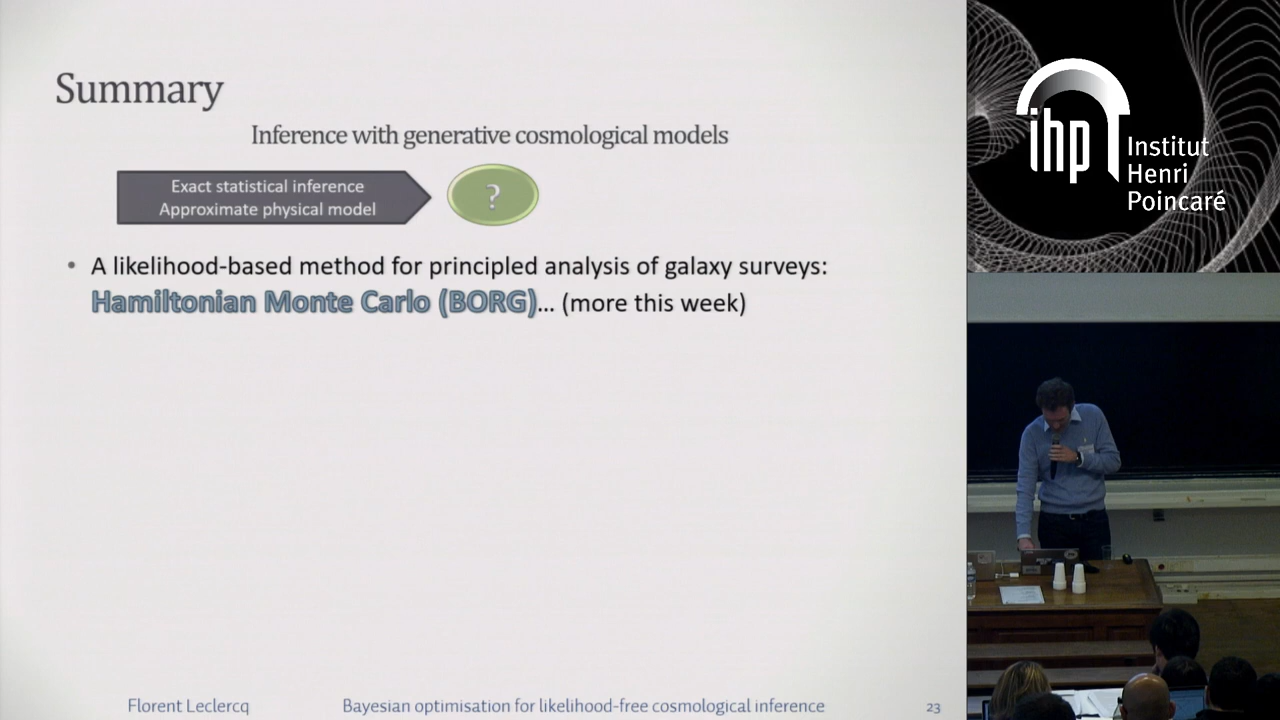 Summary
Inference with generative cosmological models
Exact statistical inference
Approximate physical model
?
• A likelihood-based method for principled analysis of galaxy surveys:
Hamiltonian Monte Carlo (BORG)... (more this week)
Florent Leclercq
Bayesian optimisation for likelihood-free cosmological inference
23
ihp
Institut
Henri
Poincaré